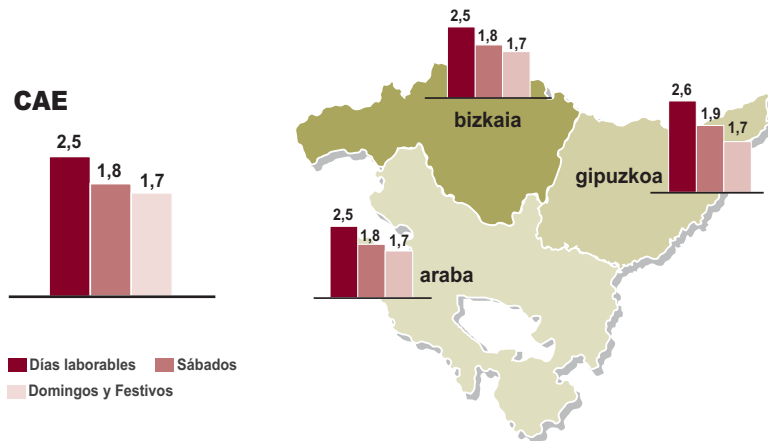 CAE
2,5
1,8
1,7
2,5
1,8
1,7
bizkaia
2,6
1,9
1,7
gipuzkoa
2,5
1,8
1,7
araba
Días laborables
Sábados
Domingos y Festivos